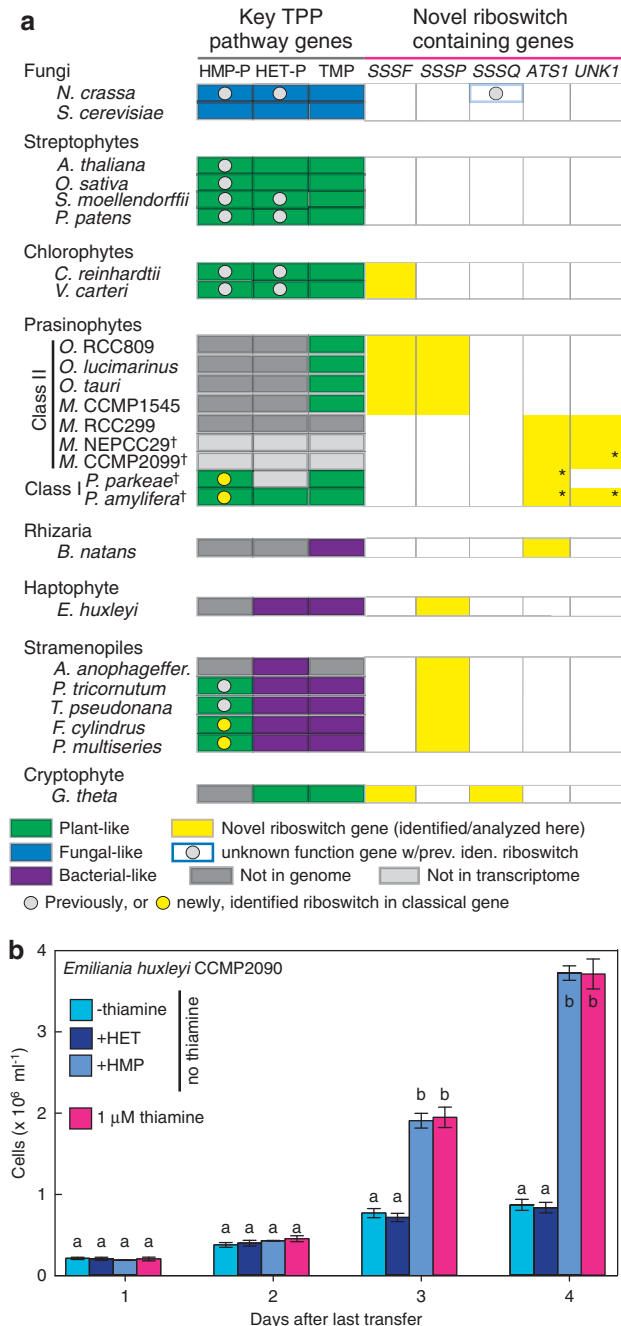 a
Key TPP pathway genes
Novel riboswitch containing genes
Fungi HMP-P HET-P TMP SSSF SSSP SSSQ ATS1 UNK1
N. crassa
S. cerevisiae
Streptophytes
A. thaliana
O. sativa
S. moellendorffii
P. patens
Chlorophytes
C. reinhardtii
V. carteri
Prasinophytes
Class II
O. RCC809
O. lucimarinus
O. tauri
M. CCMP1545
M. RCC299
M. NEPCC29†
M. CCMP2099† *
Class I
P. parkeae† *
P. amylifera† * *
Rhizaria
B. natans
Haptophyte
E. huxleyi
Stramenopiles
A. anophageffer.
P. tricornutum
T. pseudonana
F. cylindrus
P. multiseries
Cryptophyte
G. theta
Plant-like Novel riboswitch gene (identified/analyzed here)
Fungal-like unknown function gene w/prev. iden. riboswitch
Bacterial-like Not in genome Not in transcriptome
Previously, or newly, identified riboswitch in classical gene
b
Emiliania huxleyi CCMP2090
-thiamine
+HET
+HMP
no thiamine
1 μM thiamine
Cells (x 10⁶ ml⁻¹)
4
3
2
1
0
a a a a
a a a a
a a b b
a a b b
1 2 3 4
Days after last transfer